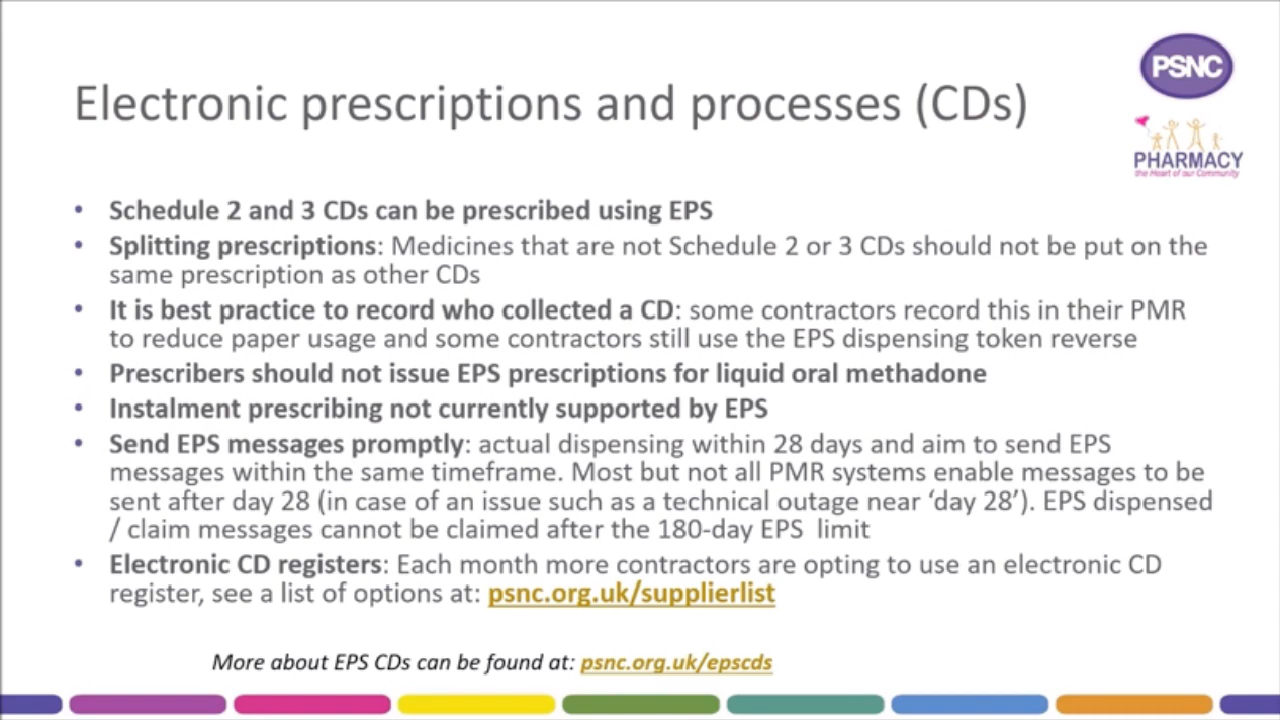 PSNC
Electronic prescriptions and processes (CDs)
PHARMACY
the Heart of our Community
• Schedule 2 and 3 CDs can be prescribed using EPS
• Splitting prescriptions: Medicines that are not Schedule 2 or 3 CDs should not be put on the
same prescription as other CDs
• It is best practice to record who collected a CD: some contractors record this in their PMR
to reduce paper usage and some contractors still use the EPS dispensing token reverse
• Prescribers should not issue EPS prescriptions for liquid oral methadone
• Instalment prescribing not currently supported by EPS
• Send EPS messages promptly: actual dispensing within 28 days and aim to send EPS
messages within the same timeframe. Most but not all PMR systems enable messages to be
sent after day 28 (in case of an issue such as a technical outage near ‘day 28’). EPS dispensed
/ claim messages cannot be claimed after the 180-day EPS limit
• Electronic CD registers: Each month more contractors are opting to use an electronic CD
register, see a list of options at: psnc.org.uk/supplierlist
More about EPS CDs can be found at: psnc.org.uk/epscds